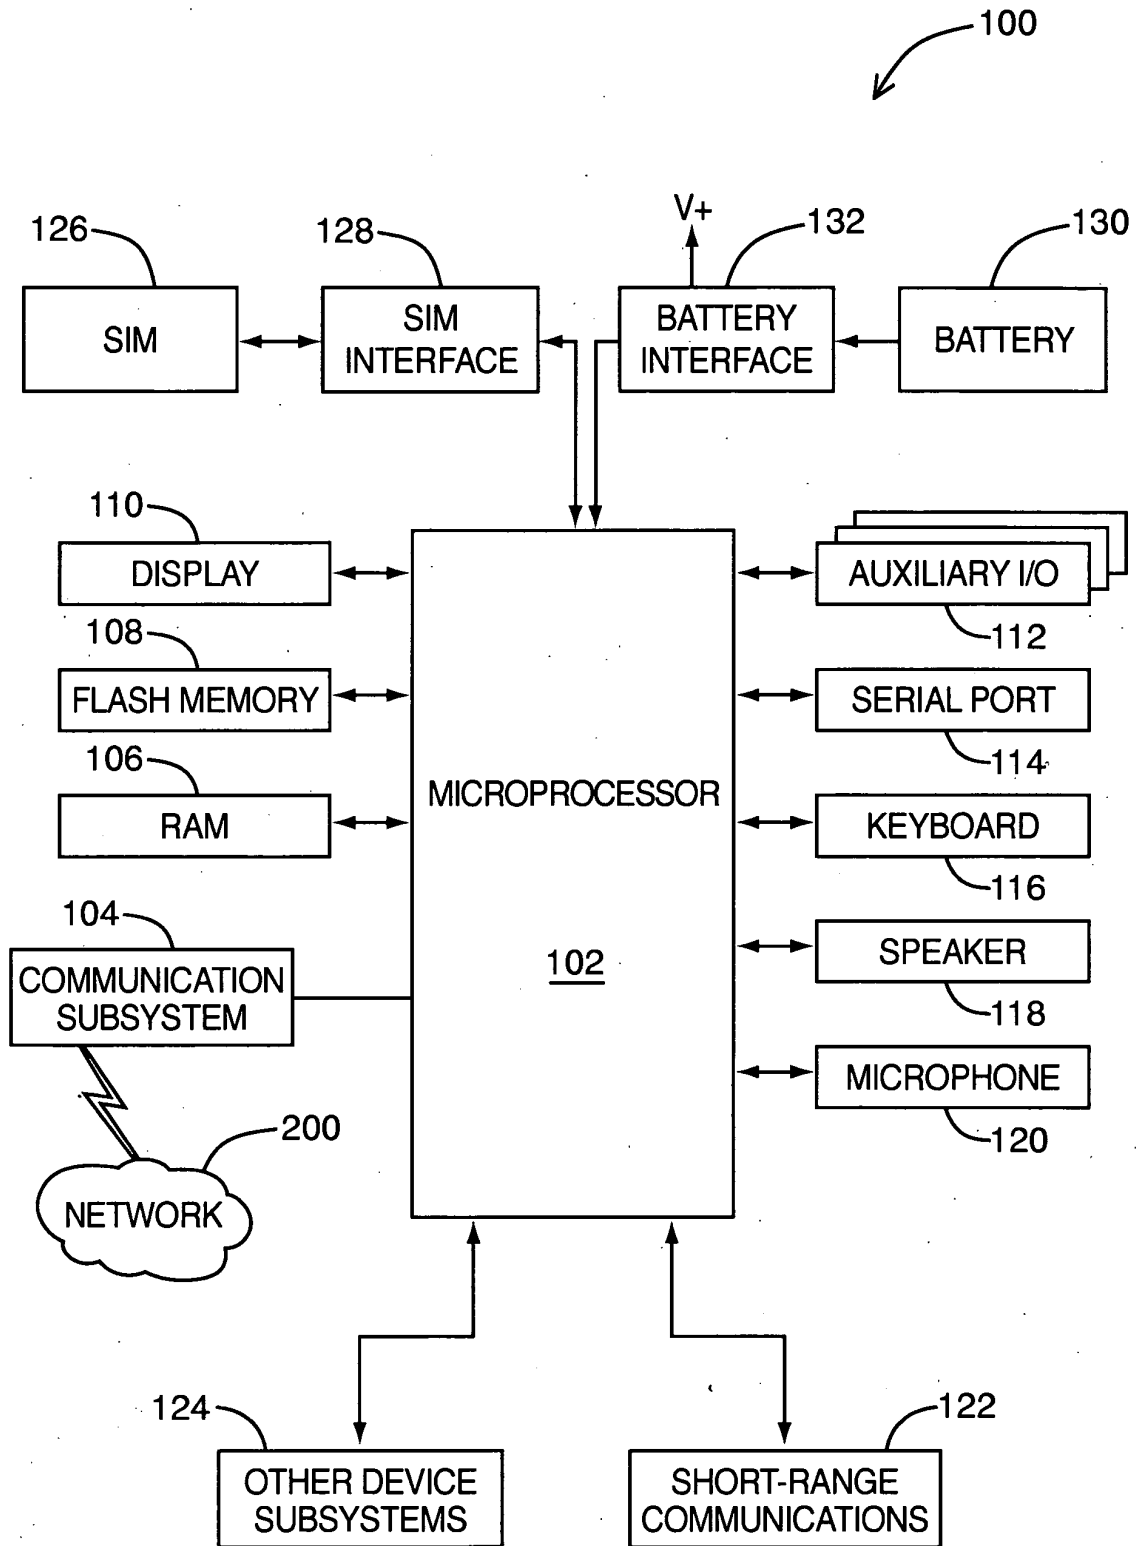 100
V+
126
128
132
130
SIM
SIM
INTERFACE
BATTERY
INTERFACE
BATTERY
110
DISPLAY
AUXILIARY I/O
112
108
FLASH MEMORY
SERIAL PORT
114
106
RAM
MICROPROCESSOR
KEYBOARD
116
104
COMMUNICATION
SUBSYSTEM
102
SPEAKER
118
MICROPHONE
120
200
NETWORK
124
122
OTHER DEVICE
SUBSYSTEMS
SHORT-RANGE
COMMUNICATIONS